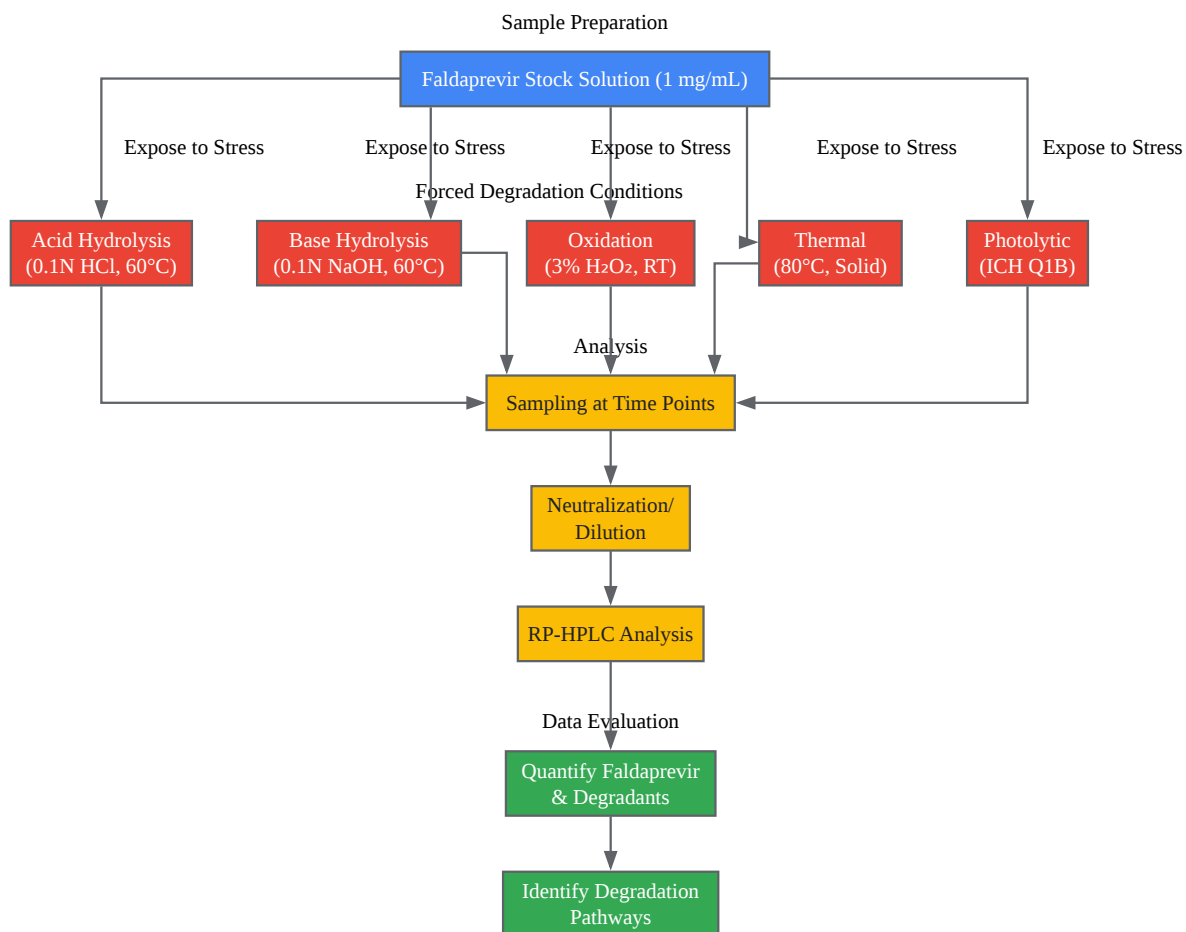 Sample Preparation
Faldaprevir Stock Solution (1 mg/mL)
Expose to Stress
Expose to Stress
Expose to Stress
Expose to Stress
Expose to Stress
Forced Degradation Conditions
Acid Hydrolysis
(0.1N HCl, 60°C)
Base Hydrolysis
(0.1N NaOH, 60°C)
Oxidation
(3% H₂O₂, RT)
Thermal
(80°C, Solid)
Photolytic
(ICH Q1B)
Analysis
Sampling at Time Points
Neutralization/
Dilution
RP-HPLC Analysis
Data Evaluation
Quantify Faldaprevir
& Degradants
Identify Degradation
Pathways